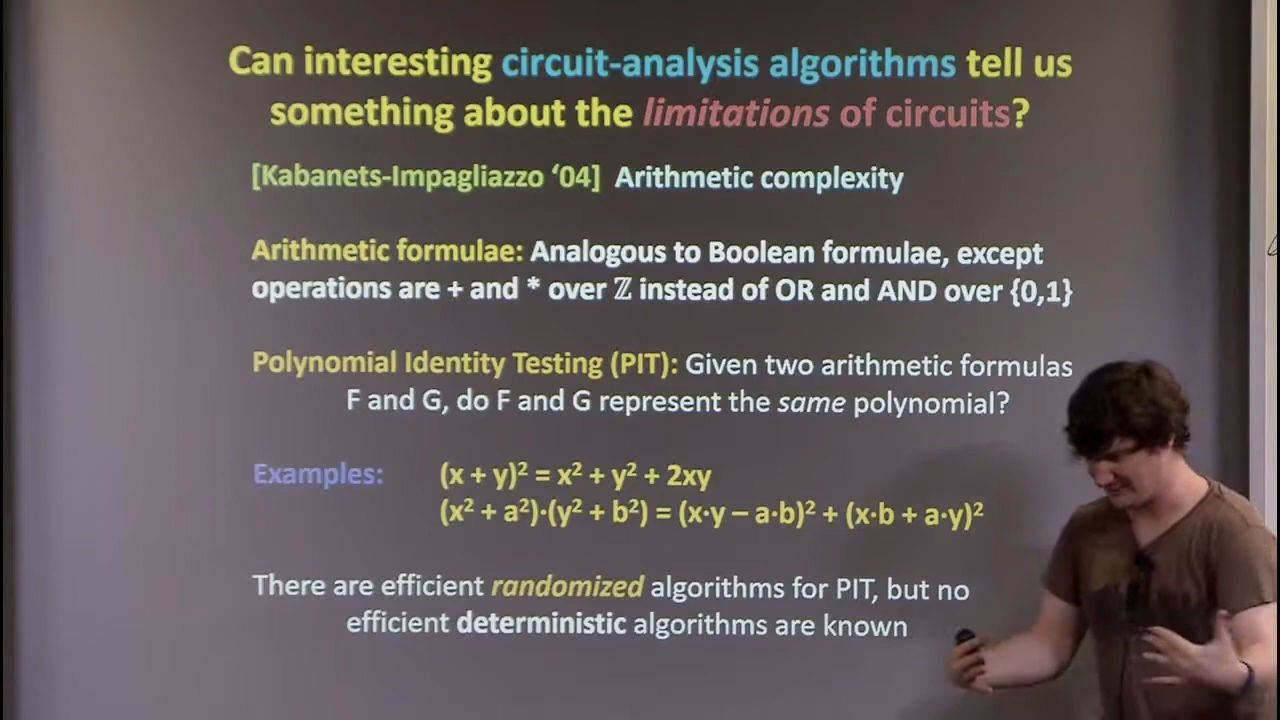 Can interesting circuit-analysis algorithms tell us
something about the limitations of circuits?
[Kabanets-Impagliazzo ‘04] Arithmetic complexity
Arithmetic formulae: Analogous to Boolean formulae, except
operations are + and * over ℤ instead of OR and AND over {0,1}
Polynomial Identity Testing (PIT): Given two arithmetic formulas
F and G, do F and G represent the same polynomial?
Examples: (x + y)² = x² + y² + 2xy
(x² + a²)·(y² + b²) = (x·y – a·b)² + (x·b + a·y)²
There are efficient randomized algorithms for PIT, but no
efficient deterministic algorithms are known